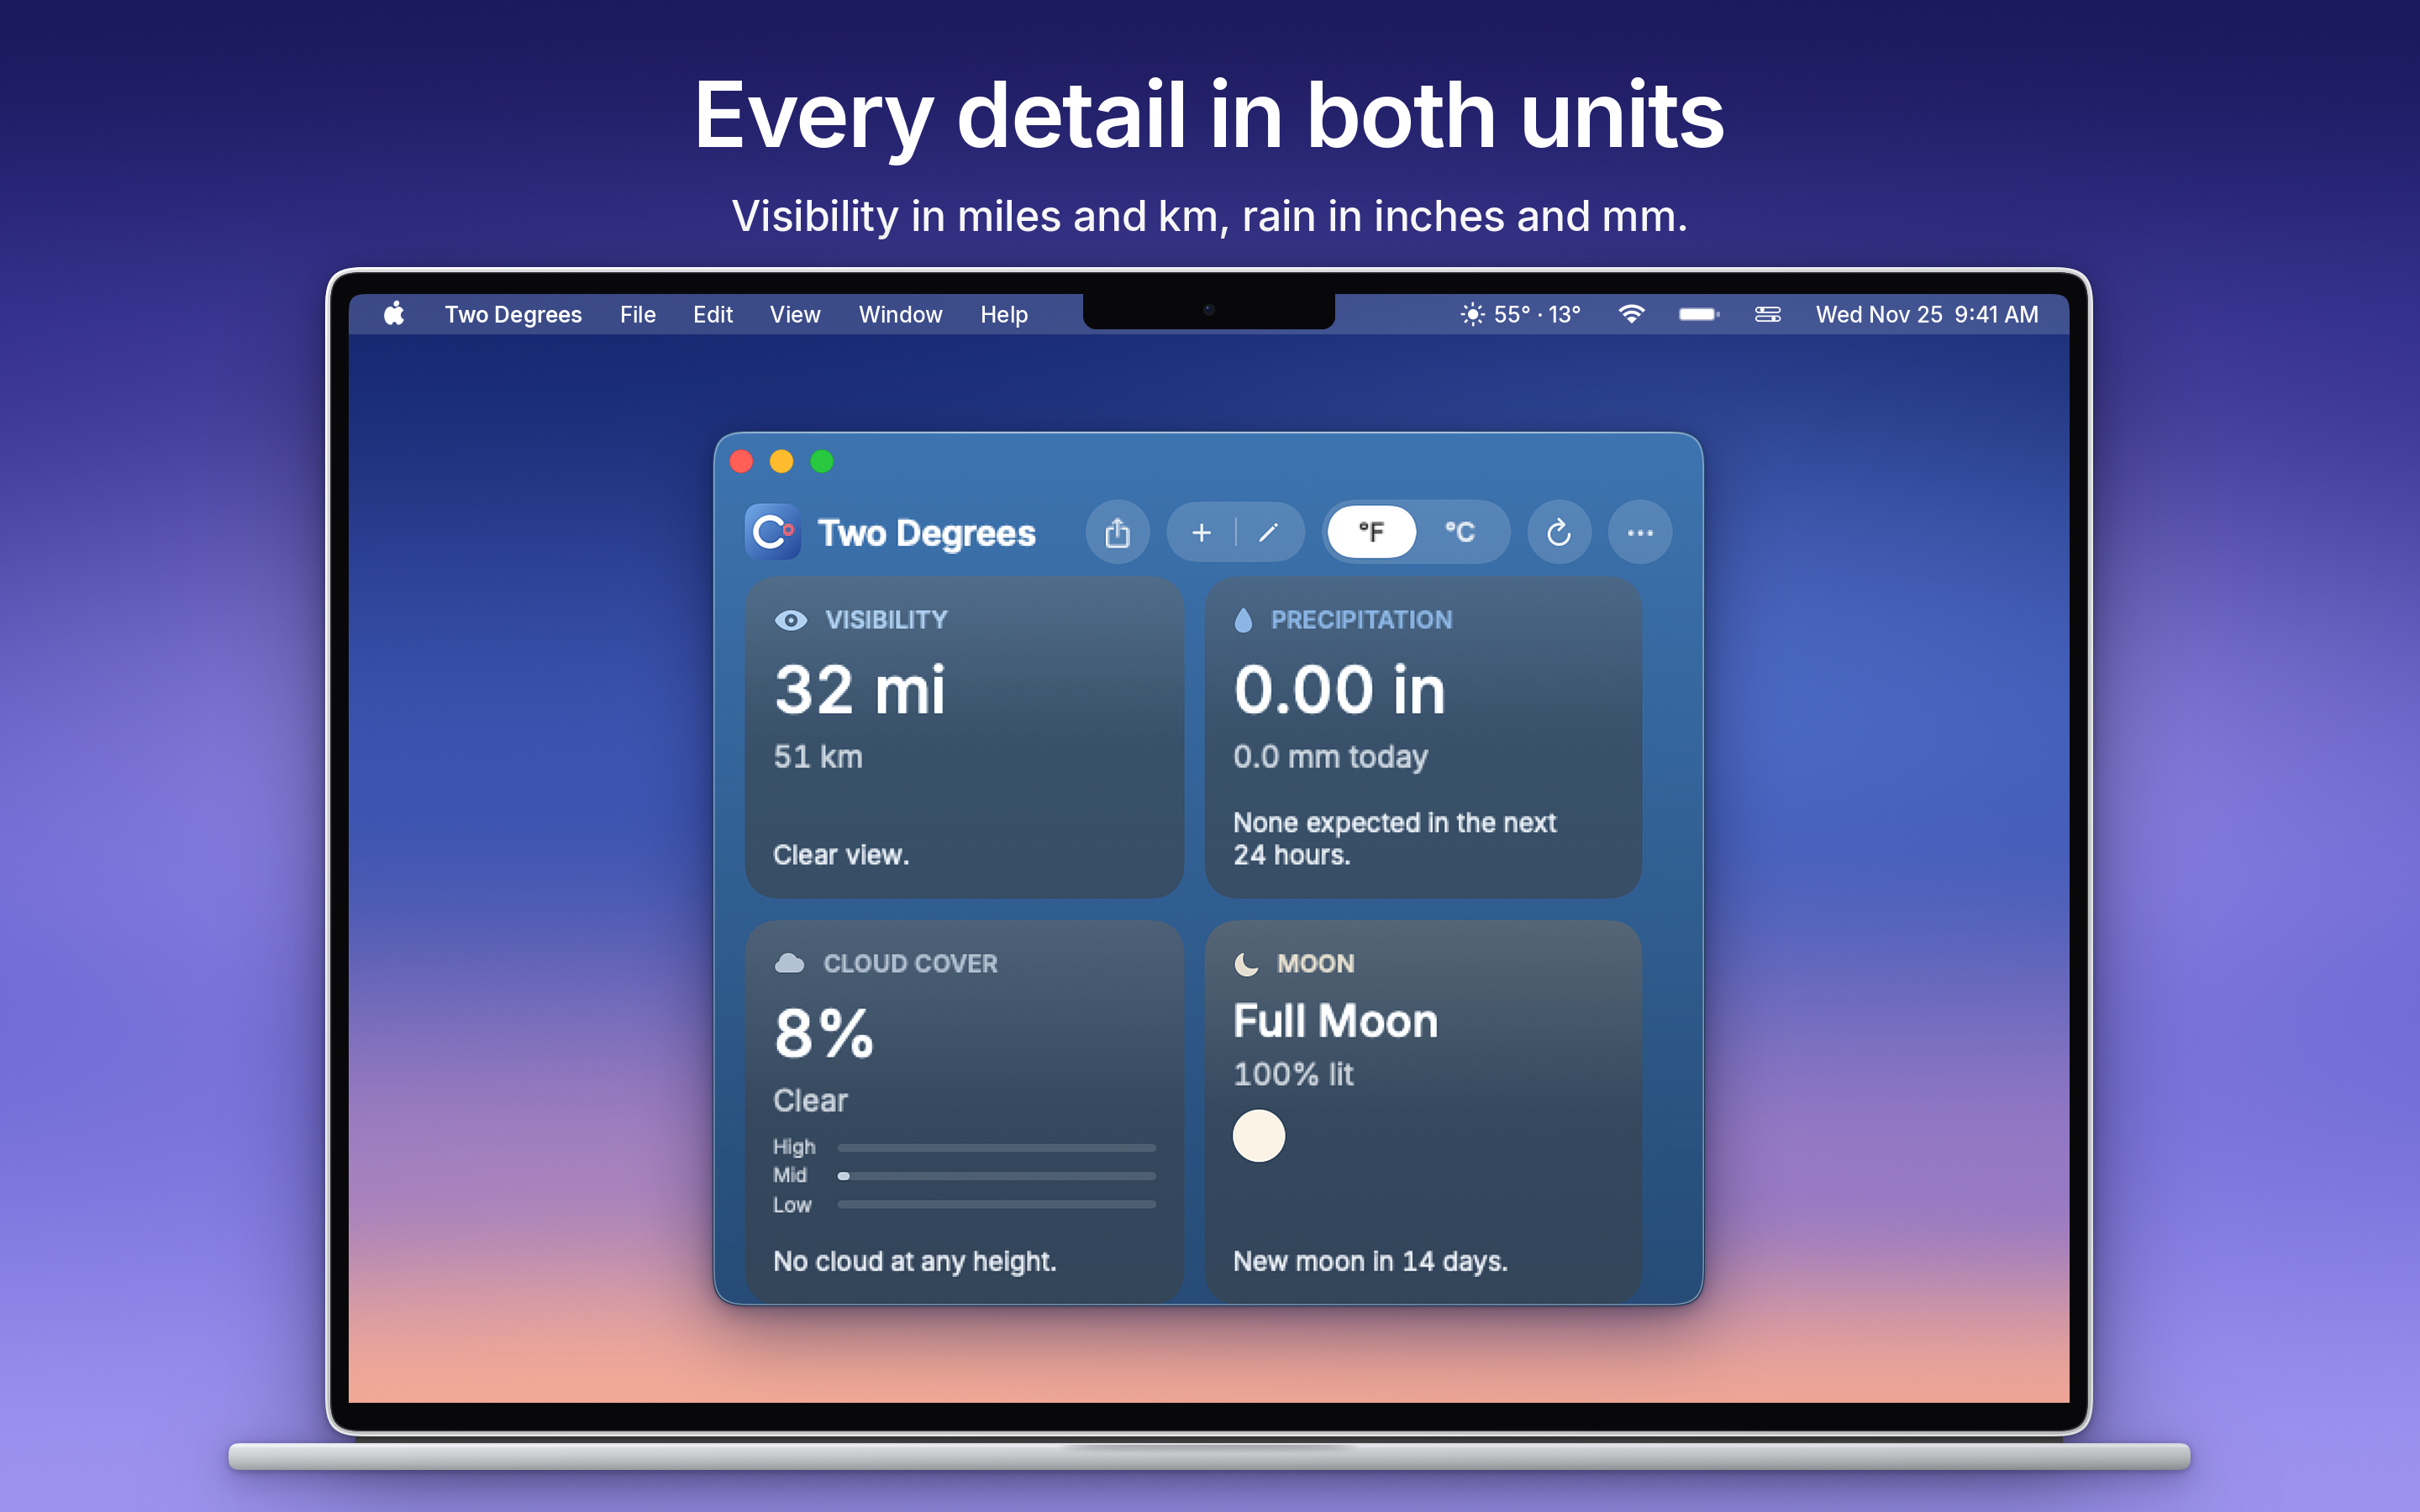 Every detail in both units
Visibility in miles and km, rain in inches and mm.
Two Degrees File Edit View Window Help 55° · 13° Wed Nov 25 9:41 AM
Two Degrees °F °C
VISIBILITY
32 mi
51 km
Clear view.
PRECIPITATION
0.00 in
0.0 mm today
None expected in the next
24 hours.
CLOUD COVER
8%
Clear
High
Mid
Low
No cloud at any height.
MOON
Full Moon
100% lit
New moon in 14 days.